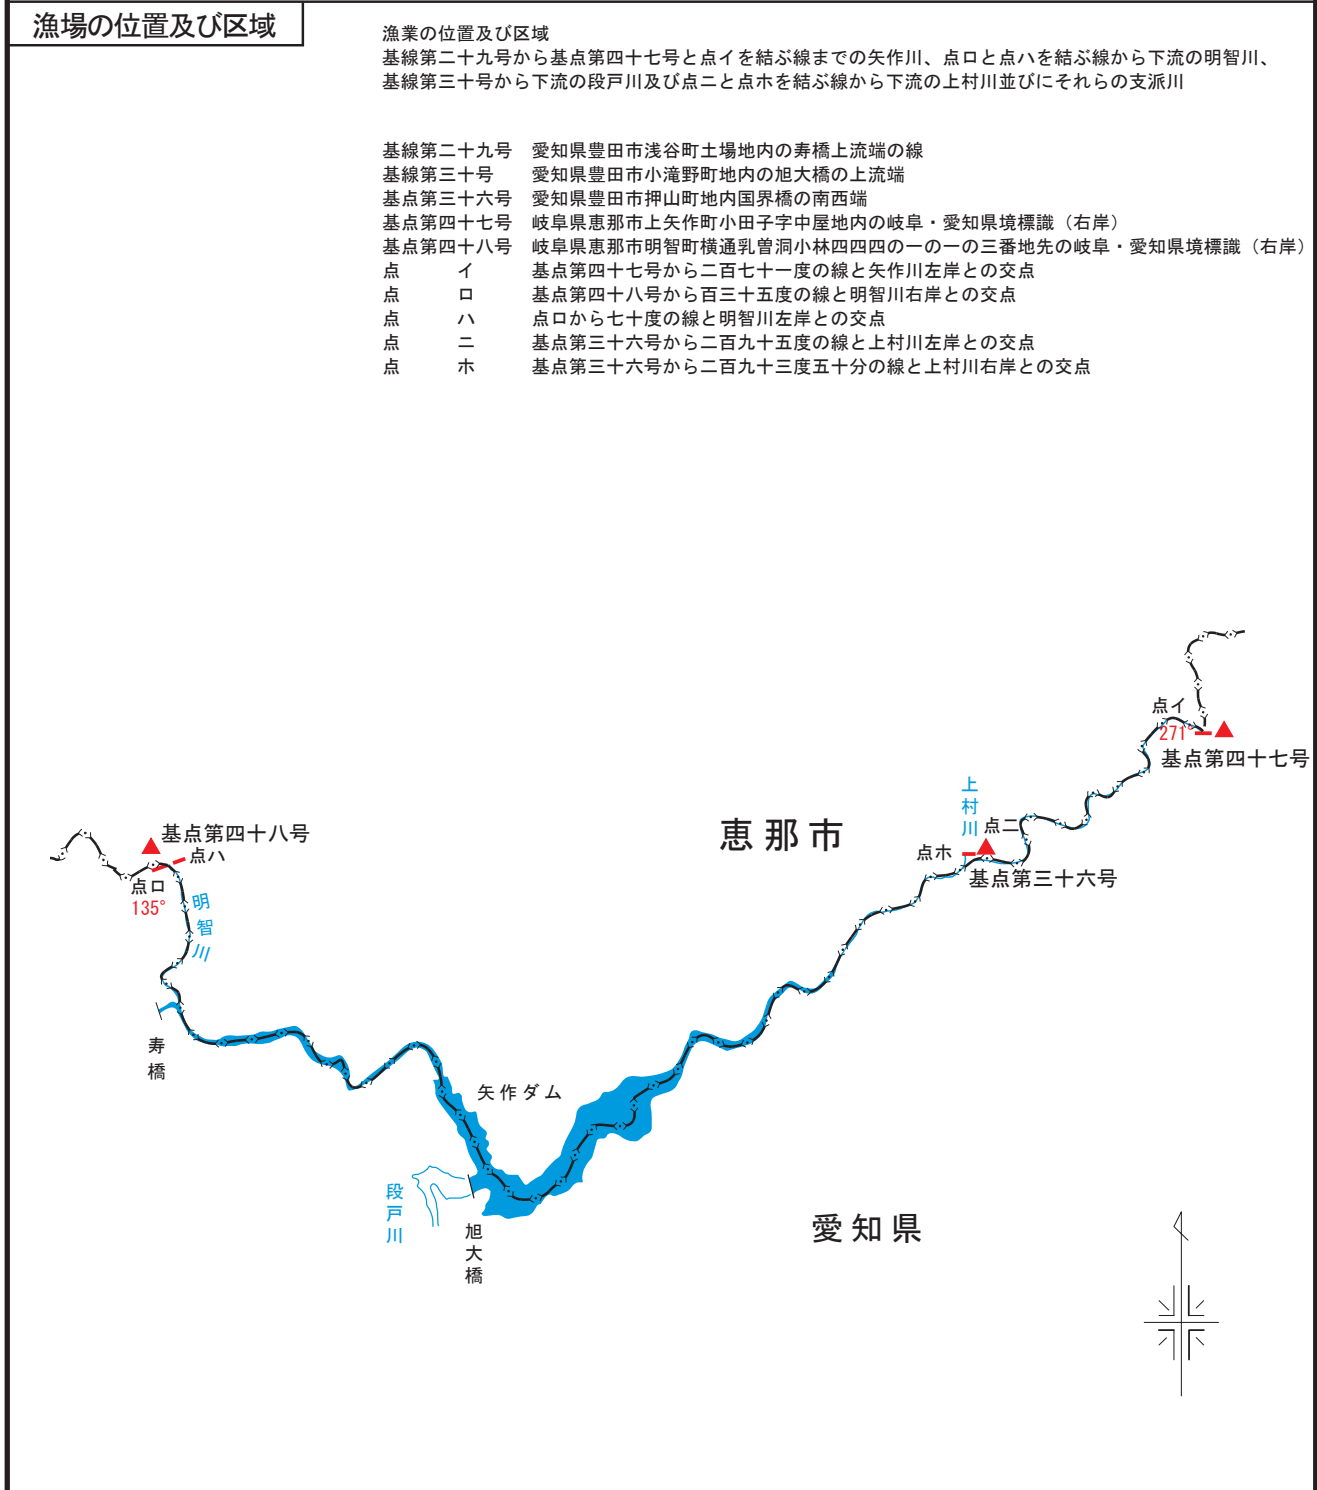 漁場の位置及び区域
漁業の位置及び区域
基線第二十九号から基点第四十七号と点イを結ぶ線までの矢作川、点ロと点ハを結ぶ線から下流の明智川、
基線第三十号から下流の段戸川及び点ニと点ホを結ぶ線から下流の上村川並びにそれらの支派川
基線第二十九号 愛知県豊田市浅谷町土場地内の寿橋上流端の線
基線第三十号 愛知県豊田市小滝野町地内の旭大橋の上流端
基点第三十六号 愛知県豊田市押山町地内国界橋の南西端
基点第四十七号 岐阜県恵那市上矢作町小田子字中屋地内の岐阜・愛知県境標識（右岸）
基点第四十八号 岐阜県恵那市明智町横通乳曽洞小林四四四の一の一の三番地先の岐阜・愛知県境標識（右岸）
点 イ 基点第四十七号から二百七十一度の線と矢作川左岸との交点
点 ロ 基点第四十八号から百三十五度の線と明智川右岸との交点
点 ハ 点ロから七十度の線と明智川左岸との交点
点 ニ 基点第三十六号から二百九十五度の線と上村川左岸との交点
点 ホ 基点第三十六号から二百九十三度五十分の線と上村川右岸との交点
点イ
271°
基点第四十七号
上村川
点ニ
点ホ
基点第三十六号
恵那市
基点第四十八号
点ハ
点ロ
135°
明智川
寿橋
矢作ダム
段戸川
旭大橋
愛知県